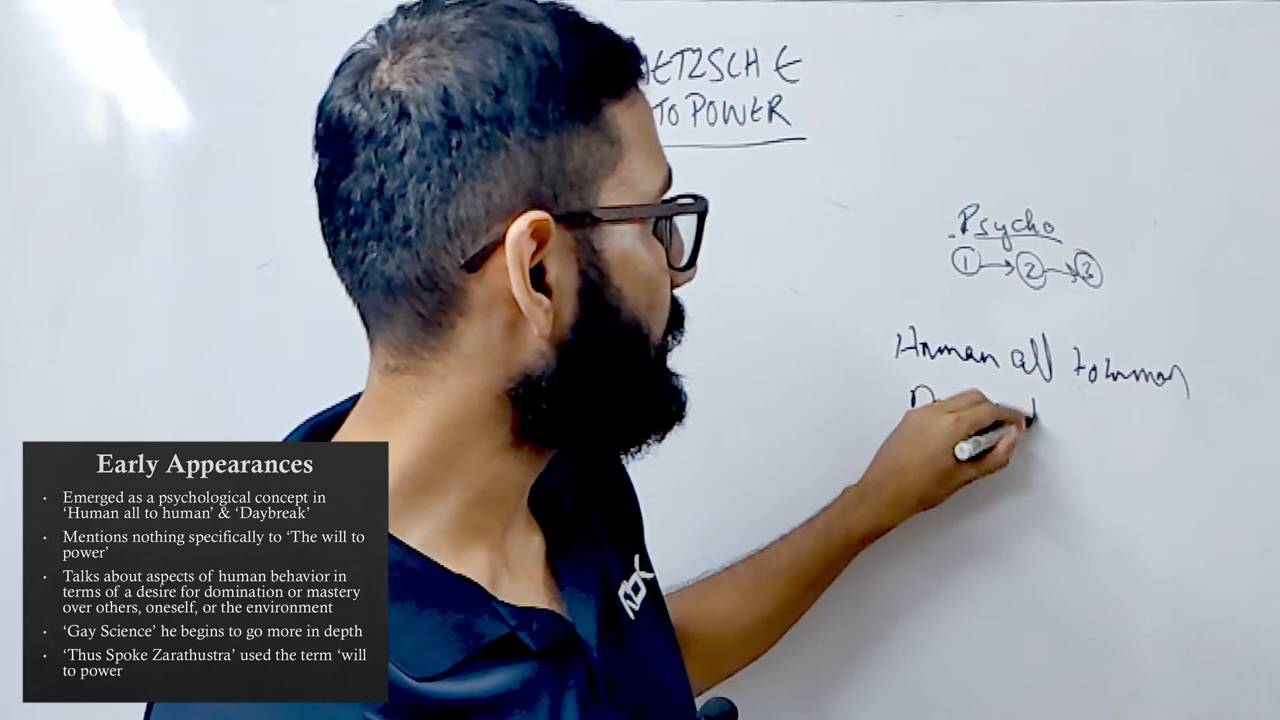 ETZSCHE
TO POWER
Psycho
1 → 2 → 3
Human all to human
Early Appearances
• Emerged as a psychological concept in
'Human all to human' & 'Daybreak'
• Mentions nothing specifically to 'The will to
power'
• Talks about aspects of human behavior in
terms of a desire for domination or mastery
over others, oneself, or the environment
• 'Gay Science' he begins to go more in depth
• 'Thus Spoke Zarathustra' used the term 'will
to power